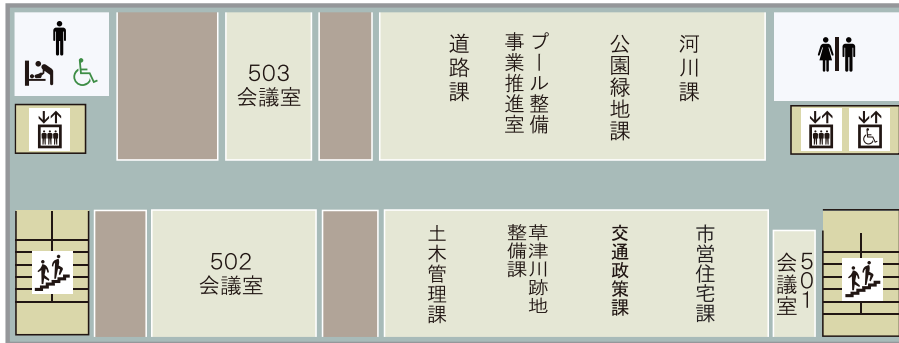 503
会議室
道路課
プール整備
事業推進室
公園緑地課
河川課
502
会議室
土木管理課
草津川跡地
整備課
交通政策課
市営住宅課
501
会議室